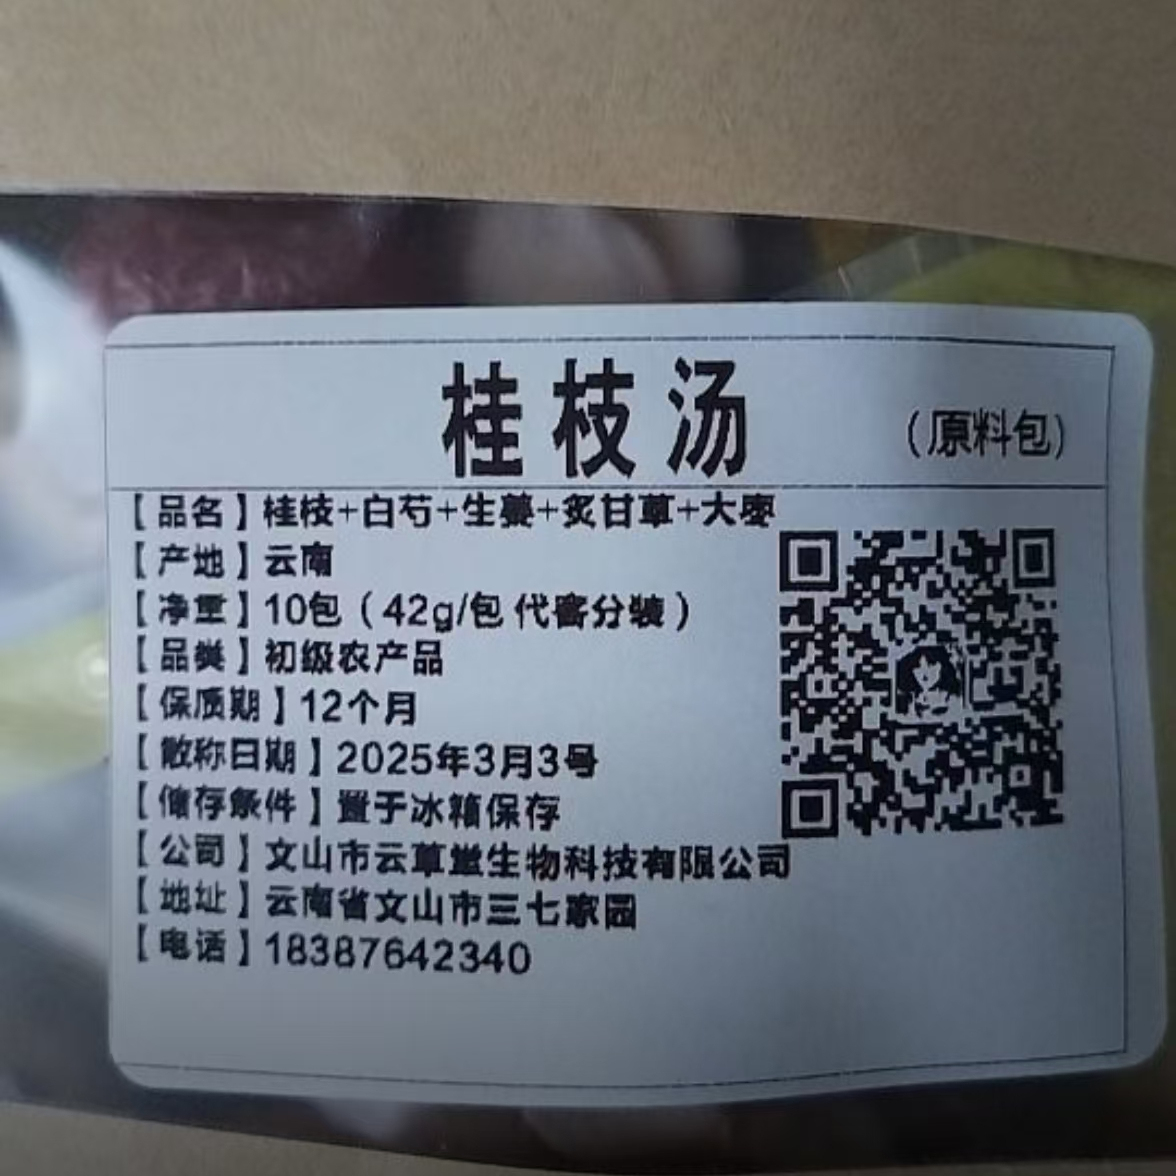 桂枝汤 （原料包）
【品名】桂枝+白芍+生姜+炙甘草+大枣
【产地】云南
【净重】10包（42g/包 代客分装）
【品类】初级农产品
【保质期】12个月
【散称日期】2025年3月3号
【储存条件】置于冰箱保存
【公司】文山市云草堂生物科技有限公司
【地址】云南省文山市三七家园
【电话】18387642340